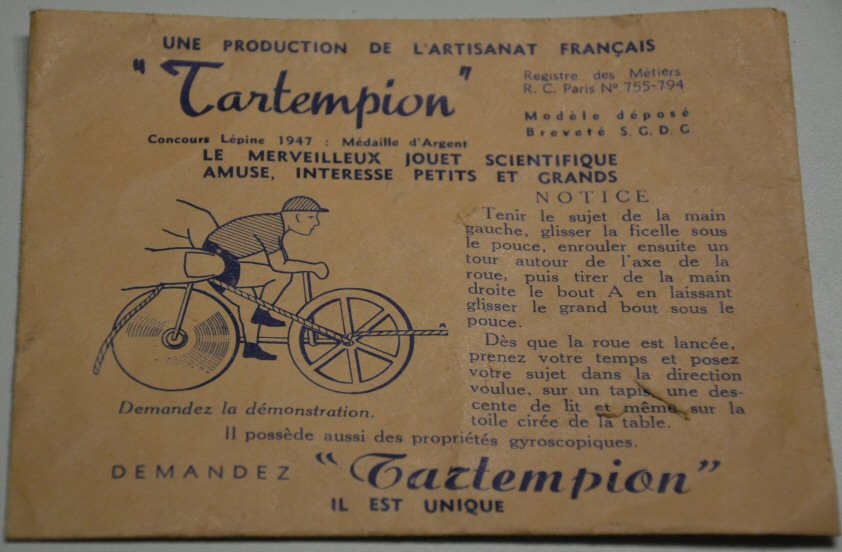 UNE PRODUCTION DE L'ARTISANAT FRANÇAIS
"Tartempion"
Registre des Métiers
R. C. Paris Nº 755-794
Modèle déposé
Breveté S. G. D. G.
Concours Lépine 1947 : Médaille d'Argent
LE MERVEILLEUX JOUET SCIENTIFIQUE
AMUSE, INTERESSE PETITS ET GRANDS
NOTICE
Tenir le sujet de la main
gauche, glisser la ficelle sous
le pouce, enrouler ensuite un
tour autour de l'axe de la
roue, puis tirer de la main
droite le bout A en laissant
glisser le grand bout sous le
pouce.
Dès que la roue est lancée,
prenez votre temps et posez
votre sujet dans la direction
voulue, sur un tapis, une des-
cente de lit et même sur la
toile cirée de la table.
A
Demandez la démonstration.
Il possède aussi des propriétés gyroscopiques.
DEMANDEZ "Tartempion"
IL EST UNIQUE